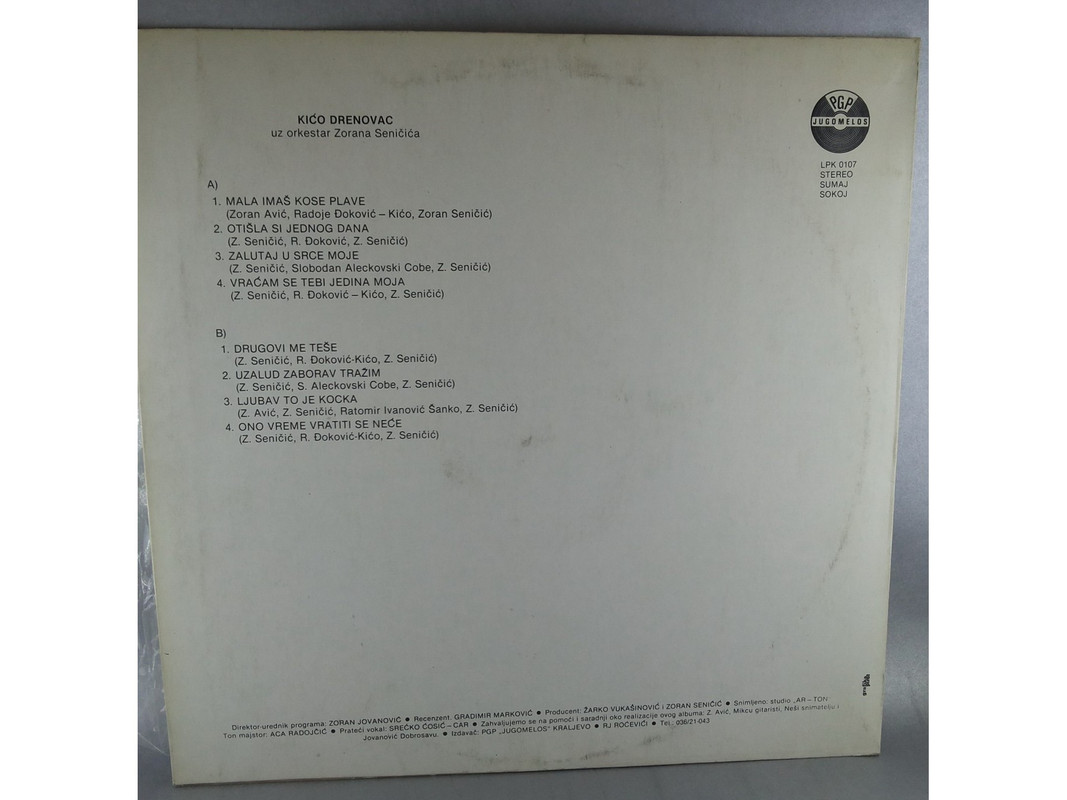 KIĆO DRENOVAC
uz orkestar Zorana Seničića
PGP
JUGOMELOS
LPK 0107
STEREO
SUMAJ
SOKOJ
A)
1. MALA IMAŠ KOSE PLAVE
(Zoran Avić, Radoje Đoković – Kićo, Zoran Seničić)
2. OTIŠLA SI JEDNOG DANA
(Z. Seničić, R. Đoković, Z. Seničić)
3. ZALUTAJ U SRCE MOJE
(Z. Seničić, Slobodan Aleckovski Cobe, Z. Seničić)
4. VRAĆAM SE TEBI JEDINA MOJA
(Z. Seničić, R. Đoković – Kićo, Z. Seničić)
B)
1. DRUGOVI ME TEŠE
(Z. Seničić, R. Đoković-Kićo, Z. Seničić)
2. UZALUD ZABORAV TRAŽIM
(Z. Seničić, S. Aleckovski Cobe, Z. Seničić)
3. LJUBAV TO JE KOCKA
(Z. Avić, Z. Seničić, Ratomir Ivanović Šanko, Z. Seničić)
4. ONO VREME VRATITI SE NEĆE
(Z. Seničić, R. Đoković-Kićo, Z. Seničić)
Direktor-urednik programa: ZORAN JOVANOVIĆ ● Recenzent: GRADIMIR MARKOVIĆ ● Producent: ŽARKO VUKAŠINOVIĆ i ZORAN SENIČIĆ ● Snimljeno: studio „AR – TON
Ton majstor: ACA RADOJČIĆ ● Prateći vokal: SREĆKO ĆOSIĆ – CAR ● Zahvaljujemo se na pomoći i saradnji oko realizacije ovog albuma: Z. Avić, Mikcu gitaristi, Neši snimatelju i
Jovanović Dobrosavu. ● Izdavač: PGP „JUGOMELOS" KRALJEVO ● RJ ROĆEVIĆI ● Tel.: 036/21-043